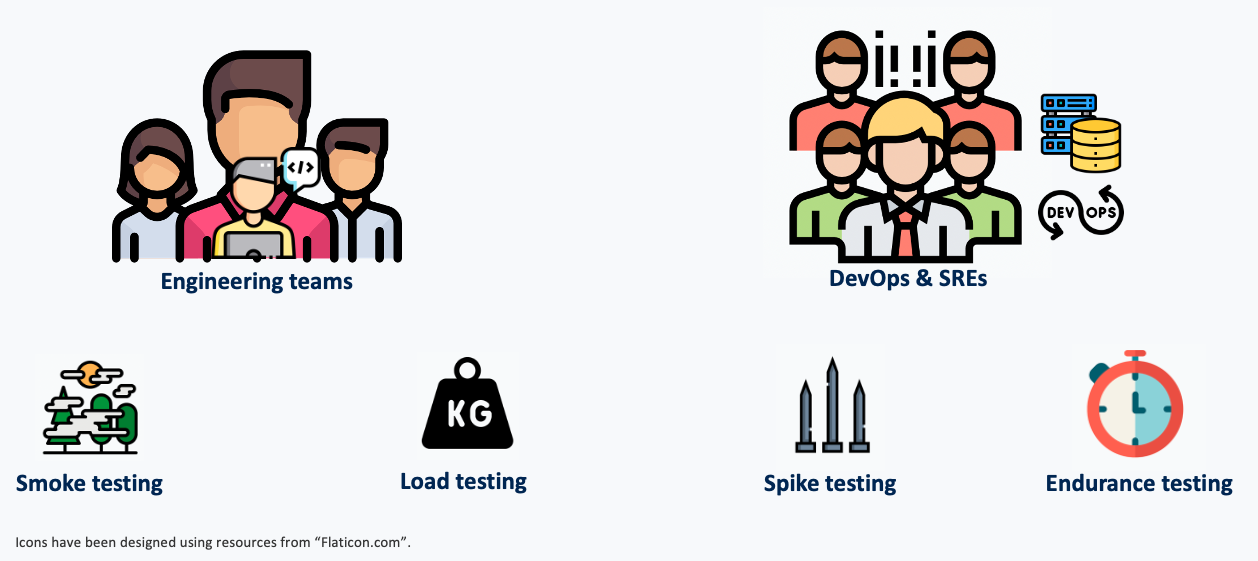 </>
DEV OPS
Engineering teams
DevOps & SREs
KG
Smoke testing
Load testing
Spike testing
Endurance testing
Icons have been designed using resources from “Flaticon.com”.